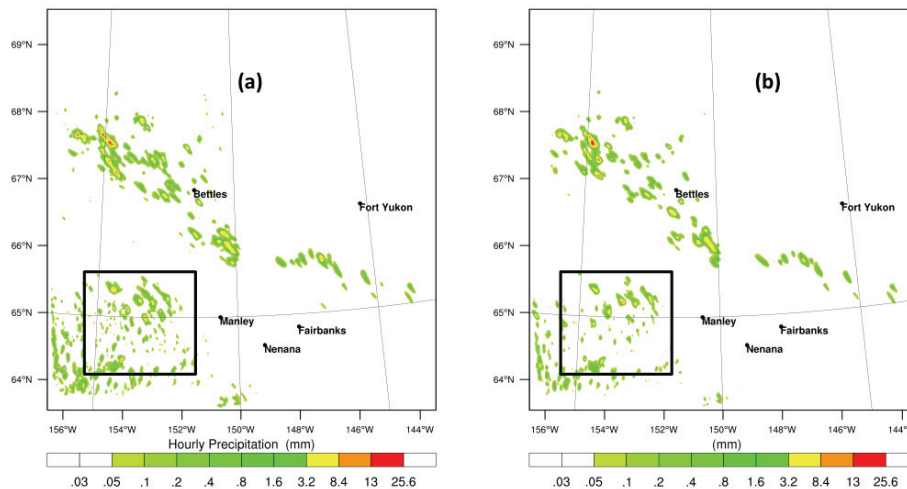 (a)
69°N
68°N
67°N
66°N
65°N
64°N
Bettles
Fort Yukon
Manley
Fairbanks
Nenana
156°W 154°W 152°W 150°W 148°W 146°W 144°W
Hourly Precipitation (mm)
.03 .05 .1 .2 .4 .8 1.6 3.2 8.4 13 25.6
(b)
69°N
68°N
67°N
66°N
65°N
64°N
Bettles
Fort Yukon
Manley
Fairbanks
Nenana
156°W 154°W 152°W 150°W 148°W 146°W 144°W
(mm)
.03 .05 .1 .2 .4 .8 1.6 3.2 8.4 13 25.6